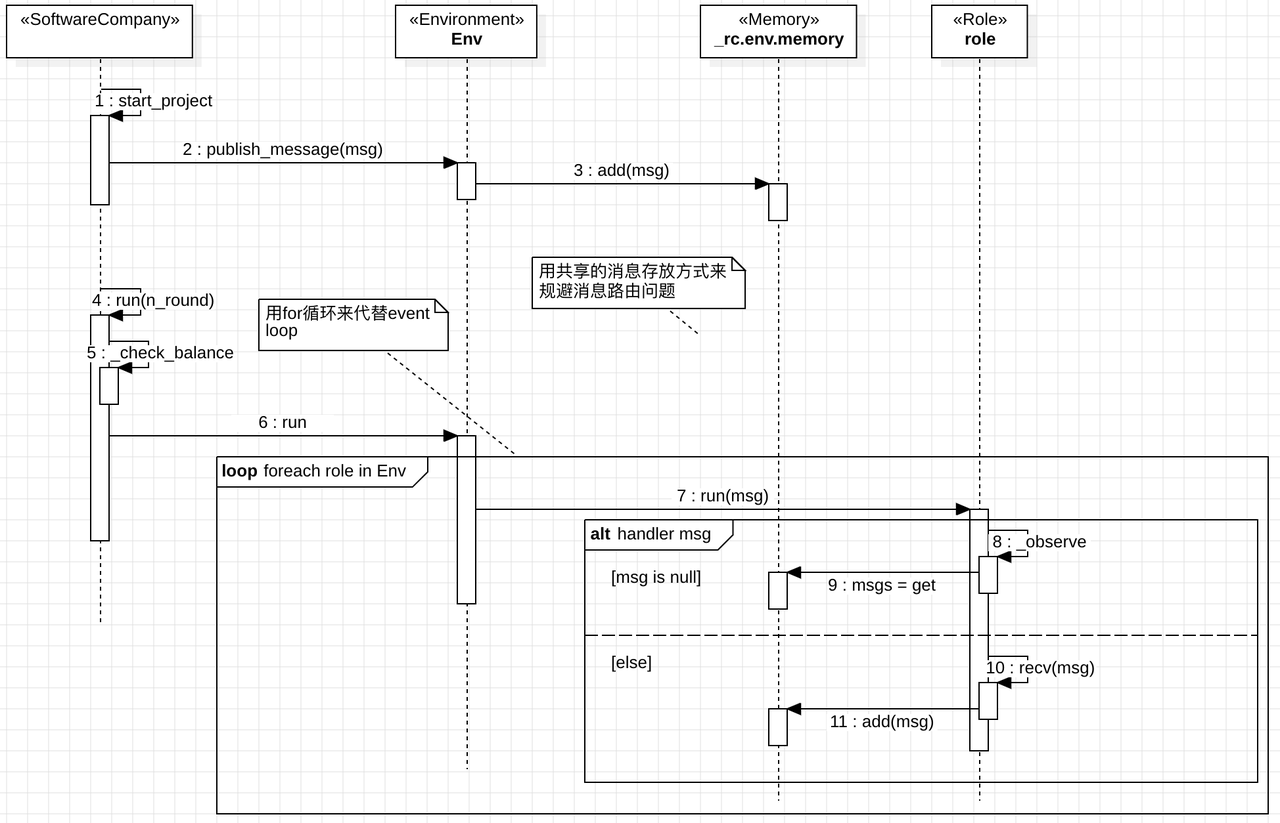 «SoftwareCompany»
«Environment»
Env
«Memory»
_rc.env.memory
«Role»
role
1 : start_project
2 : publish_message(msg)
3 : add(msg)
用共享的消息存放方式来
规避消息路由问题
4 : run(n_round)
用for循环来代替event
loop
5 : _check_balance
6 : run
loop foreach role in Env
7 : run(msg)
alt handler msg
8 : _observe
[msg is null]
9 : msgs = get
[else]
10 : recv(msg)
11 : add(msg)